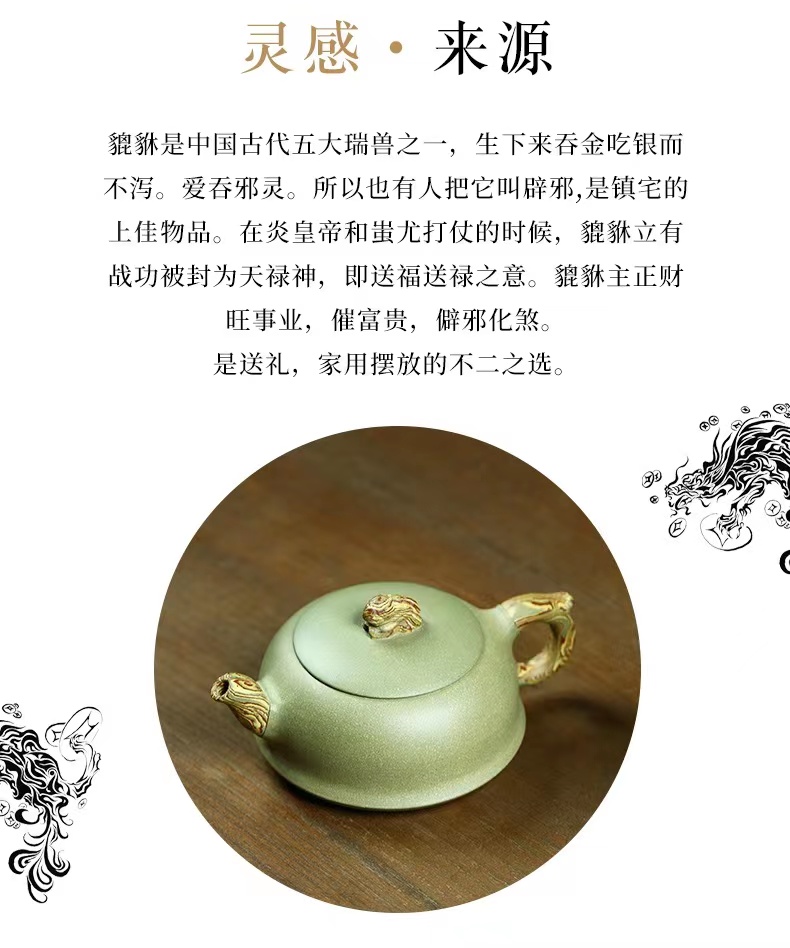 灵感·来源
貔貅是中国古代五大瑞兽之一，生下来吞金吃银而
不泻。爱吞邪灵。所以也有人把它叫辟邪,是镇宅的
上佳物品。在炎皇帝和蚩尤打仗的时候，貔貅立有
战功被封为天禄神，即送福送禄之意。貔貅主正财
旺事业，催富贵，僻邪化煞。
是送礼，家用摆放的不二之选。